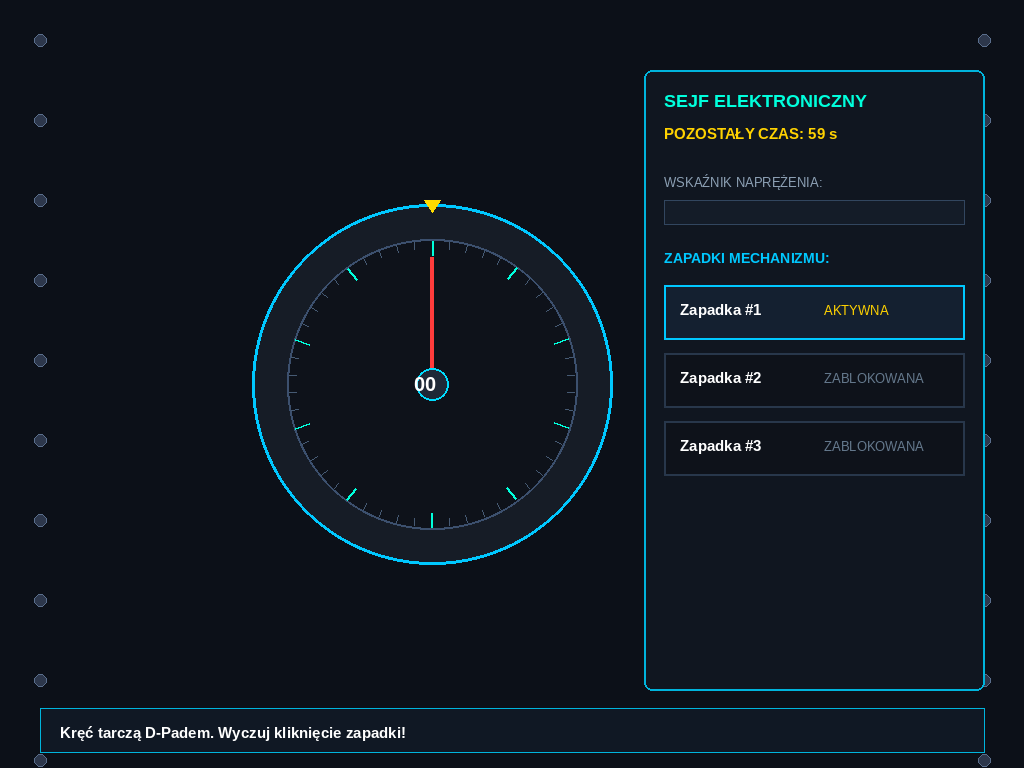 SEJF ELEKTRONICZNY
POZOSTAŁY CZAS: 59 s
WSKAŹNIK NAPRĘŻENIA:
ZAPADKI MECHANIZMU:
Zapadka #1 AKTYWNA
Zapadka #2 ZABLOKOWANA
Zapadka #3 ZABLOKOWANA
00
Kręć tarczą D-Padem. Wyczuj kliknięcie zapadki!